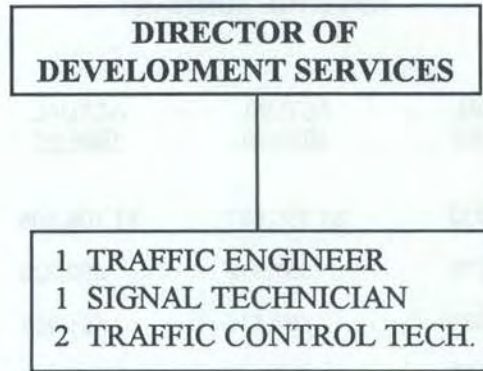 DIRECTOR OF
DEVELOPMENT SERVICES
1 TRAFFIC ENGINEER
1 SIGNAL TECHNICIAN
2 TRAFFIC CONTROL TECH.